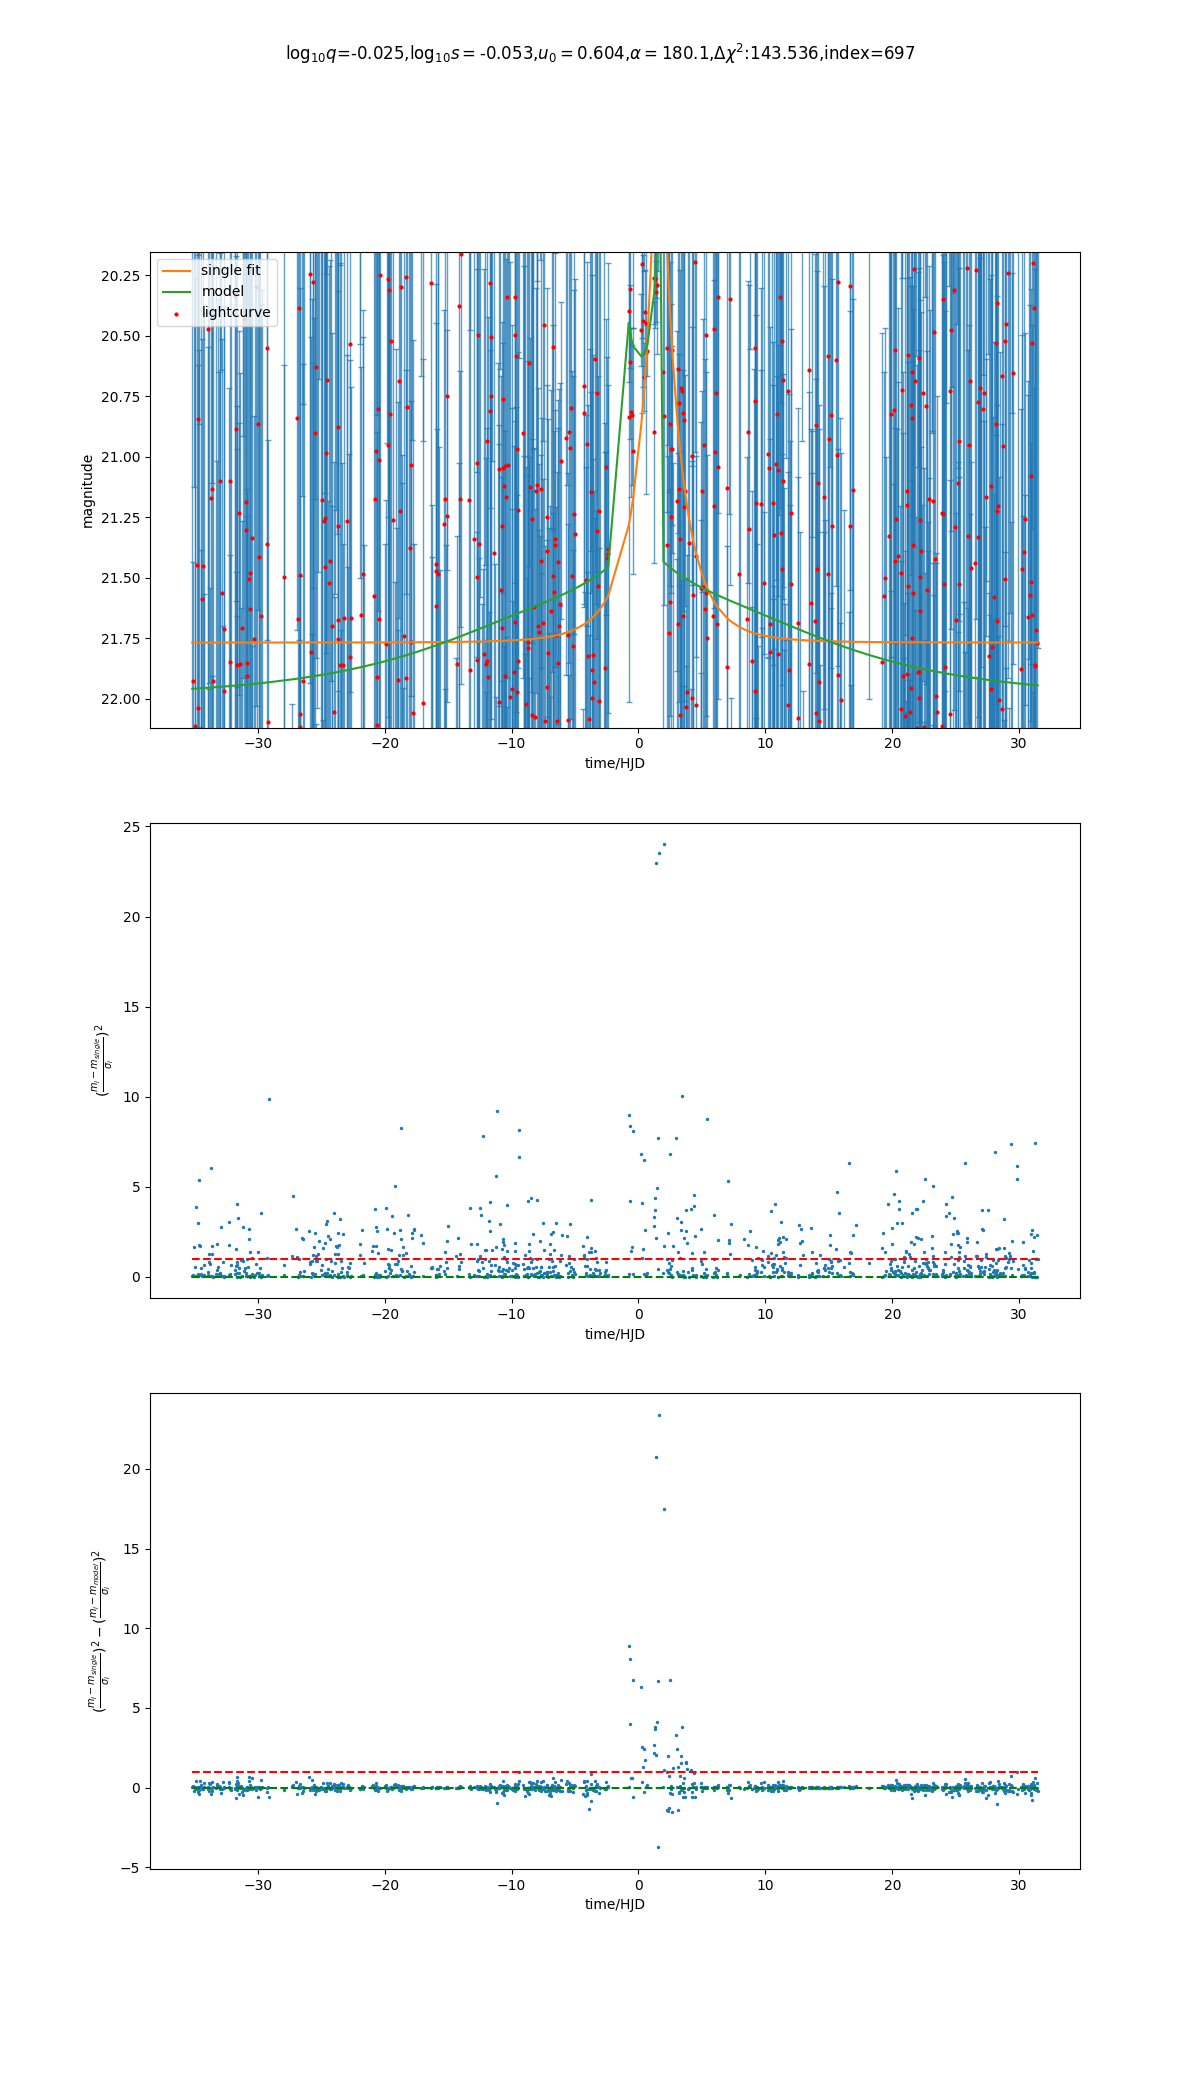 log₁₀q=-0.025,log₁₀s = -0.053,u₀ = 0.604,α = 180.1,Δχ²:143.536,index=697
single fit
model
lightcurve
20.25
20.50
20.75
21.00
21.25
21.50
21.75
22.00
magnitude
−30 −20 −10 0 10 20 30
time/HJD
25
20
15
10
5
0
(mᵢ − m_single / σᵢ)²
−30 −20 −10 0 10 20 30
time/HJD
20
15
10
5
0
−5
(mᵢ − m_single / σᵢ)² − (mᵢ − m_model / σᵢ)²
−30 −20 −10 0 10 20 30
time/HJD